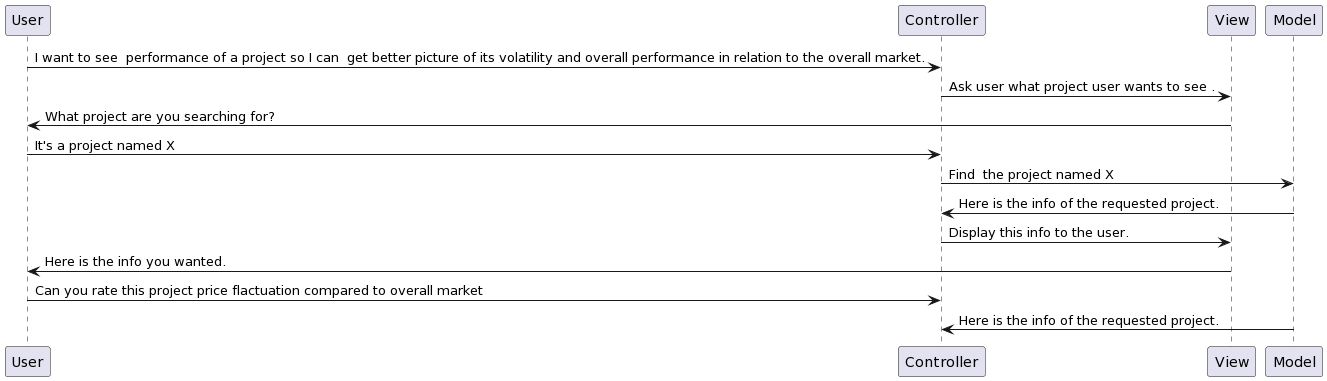 User Controller View Model
I want to see  performance of a project so I can  get better picture of its volatility and overall performance in relation to the overall market.
Ask user what project user wants to see .
What project are you searching for?
It's a project named X
Find  the project named X
Here is the info of the requested project.
Display this info to the user.
Here is the info you wanted.
Can you rate this project price flactuation compared to overall market
Here is the info of the requested project.
User Controller View Model